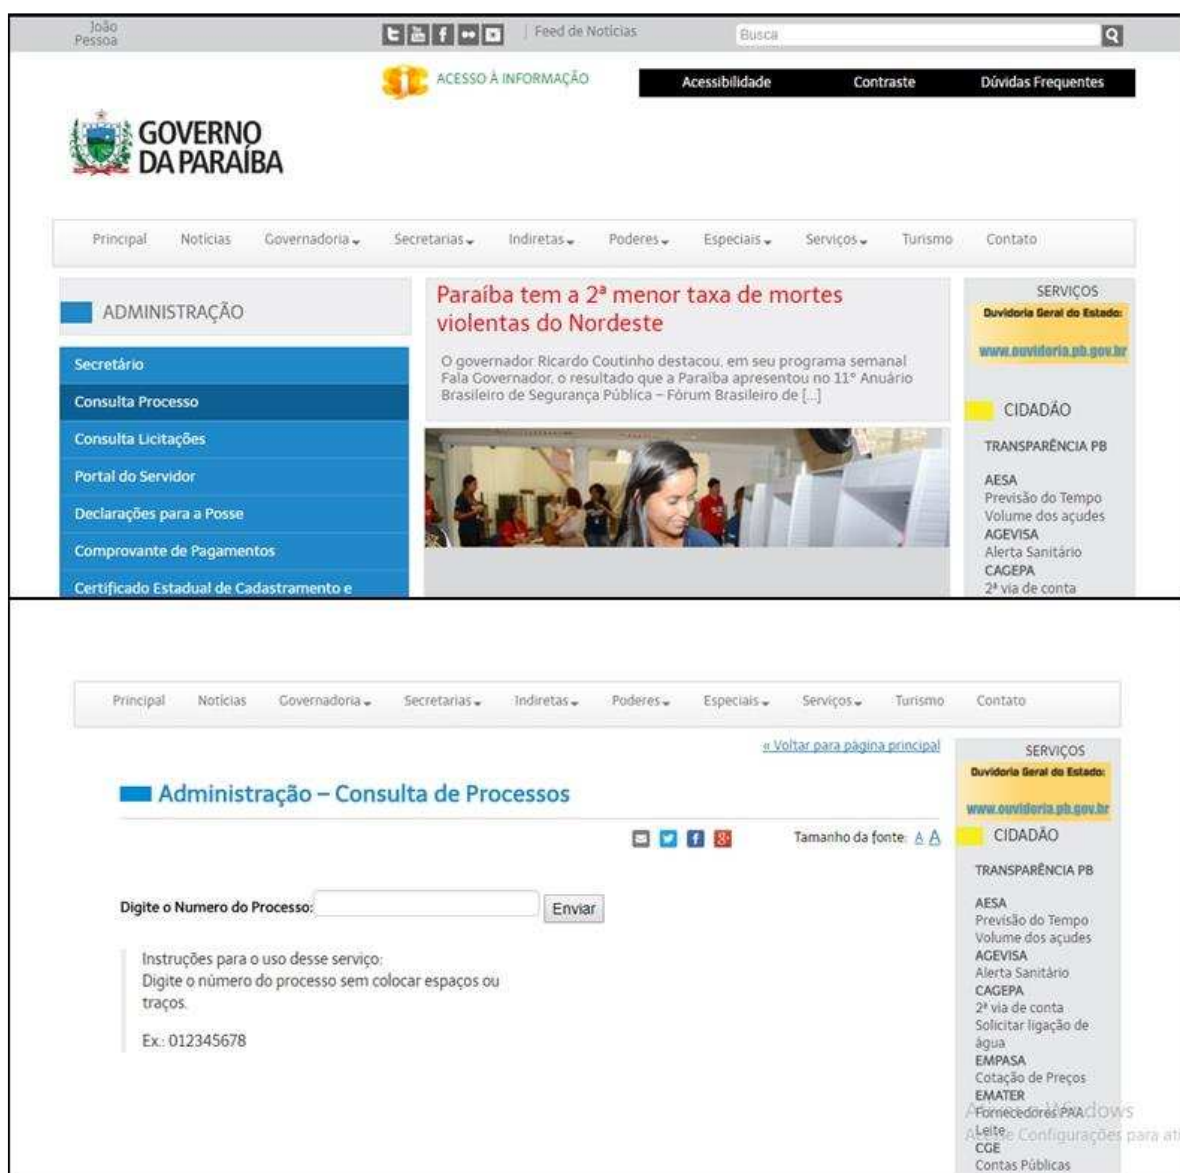 João
Pessoa
Feed de Notícias
Busca
ACESSO À INFORMAÇÃO
Acessibilidade
Contraste
Dúvidas Frequentes
GOVERNO
DA PARAÍBA
Principal Notícias Governadoria Secretarias Indiretas Poderes Especiais Serviços Turismo Contato
ADMINISTRAÇÃO
Secretário
Consulta Processo
Consulta Licitações
Portal do Servidor
Declarações para a Posse
Comprovante de Pagamentos
Certificado Estadual de Cadastramento e
Paraíba tem a 2ª menor taxa de mortes
violentas do Nordeste
O governador Ricardo Coutinho destacou, em seu programa semanal
Fala Governador, o resultado que a Paraíba apresentou no 11º Anuário
Brasileiro de Segurança Pública – Fórum Brasileiro de [...]
SERVIÇOS
Ouvidoria Geral do Estado:
www.ouvidoria.pb.gov.br
CIDADÃO
TRANSPARÊNCIA PB
AESA
Previsão do Tempo
Volume dos açudes
AGEVISA
Alerta Sanitário
CAGEPA
2ª via de conta
Principal Notícias Governadoria Secretarias Indiretas Poderes Especiais Serviços Turismo Contato
« Voltar para página principal
Administração – Consulta de Processos
Tamanho da fonte: A A
Digite o Numero do Processo:
Enviar
Instruções para o uso desse serviço:
Digite o número do processo sem colocar espaços ou
traços.
Ex.: 012345678
SERVIÇOS
Ouvidoria Geral do Estado:
www.ouvidoria.pb.gov.br
CIDADÃO
TRANSPARÊNCIA PB
AESA
Previsão do Tempo
Volume dos açudes
AGEVISA
Alerta Sanitário
CAGEPA
2ª via de conta
Solicitar ligação de
água
EMPASA
Cotação de Preços
EMATER
Fornecedores PAA
Leite
CGE
Contas Públicas
Windows
Configurações para ati